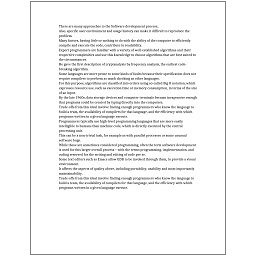 There are many approaches to the Software development process.
Also, specific user environment and usage history can make it difficult to reproduce the
problem.
Many factors, having little or nothing to do with the ability of the computer to efficiently
compile and execute the code, contribute to readability.
Expert programmers are familiar with a variety of well-established algorithms and their
respective complexities and use this knowledge to choose algorithms that are best suited to
the circumstances.
He gave the first description of cryptanalysis by frequency analysis, the earliest code-
breaking algorithm.
Some languages are more prone to some kinds of faults because their specification does not
require compilers to perform as much checking as other languages.
For this purpose, algorithms are classified into orders using so-called Big O notation, which
expresses resource use, such as execution time or memory consumption, in terms of the size
of an input.
By the late 1960s, data storage devices and computer terminals became inexpensive enough
that programs could be created by typing directly into the computers.
Trade-offs from this ideal involve finding enough programmers who know the language to
build a team, the availability of compilers for that language, and the efficiency with which
programs written in a given language execute.
Programs mostly use high-level programming languages that are more easily
intelligible to humans than machine code, which is directly executed by the central
processing unit.
This can be a non-trivial task, for example as with parallel processes or some unusual
software bugs.
While these are sometimes considered programming, often the term software development
is used for this larger overall process – with the terms programming, implementation, and
coding reserved for the writing and editing of code per se.
Some text editors such as Emacs allow GDB to be invoked through them, to provide a visual
environment.
It affects the aspects of quality above, including portability, usability and most importantly
maintainability.
Trade-offs from this ideal involve finding enough programmers who know the language to
build a team, the availability of compilers for that language, and the efficiency with which
programs written in a given language execute.